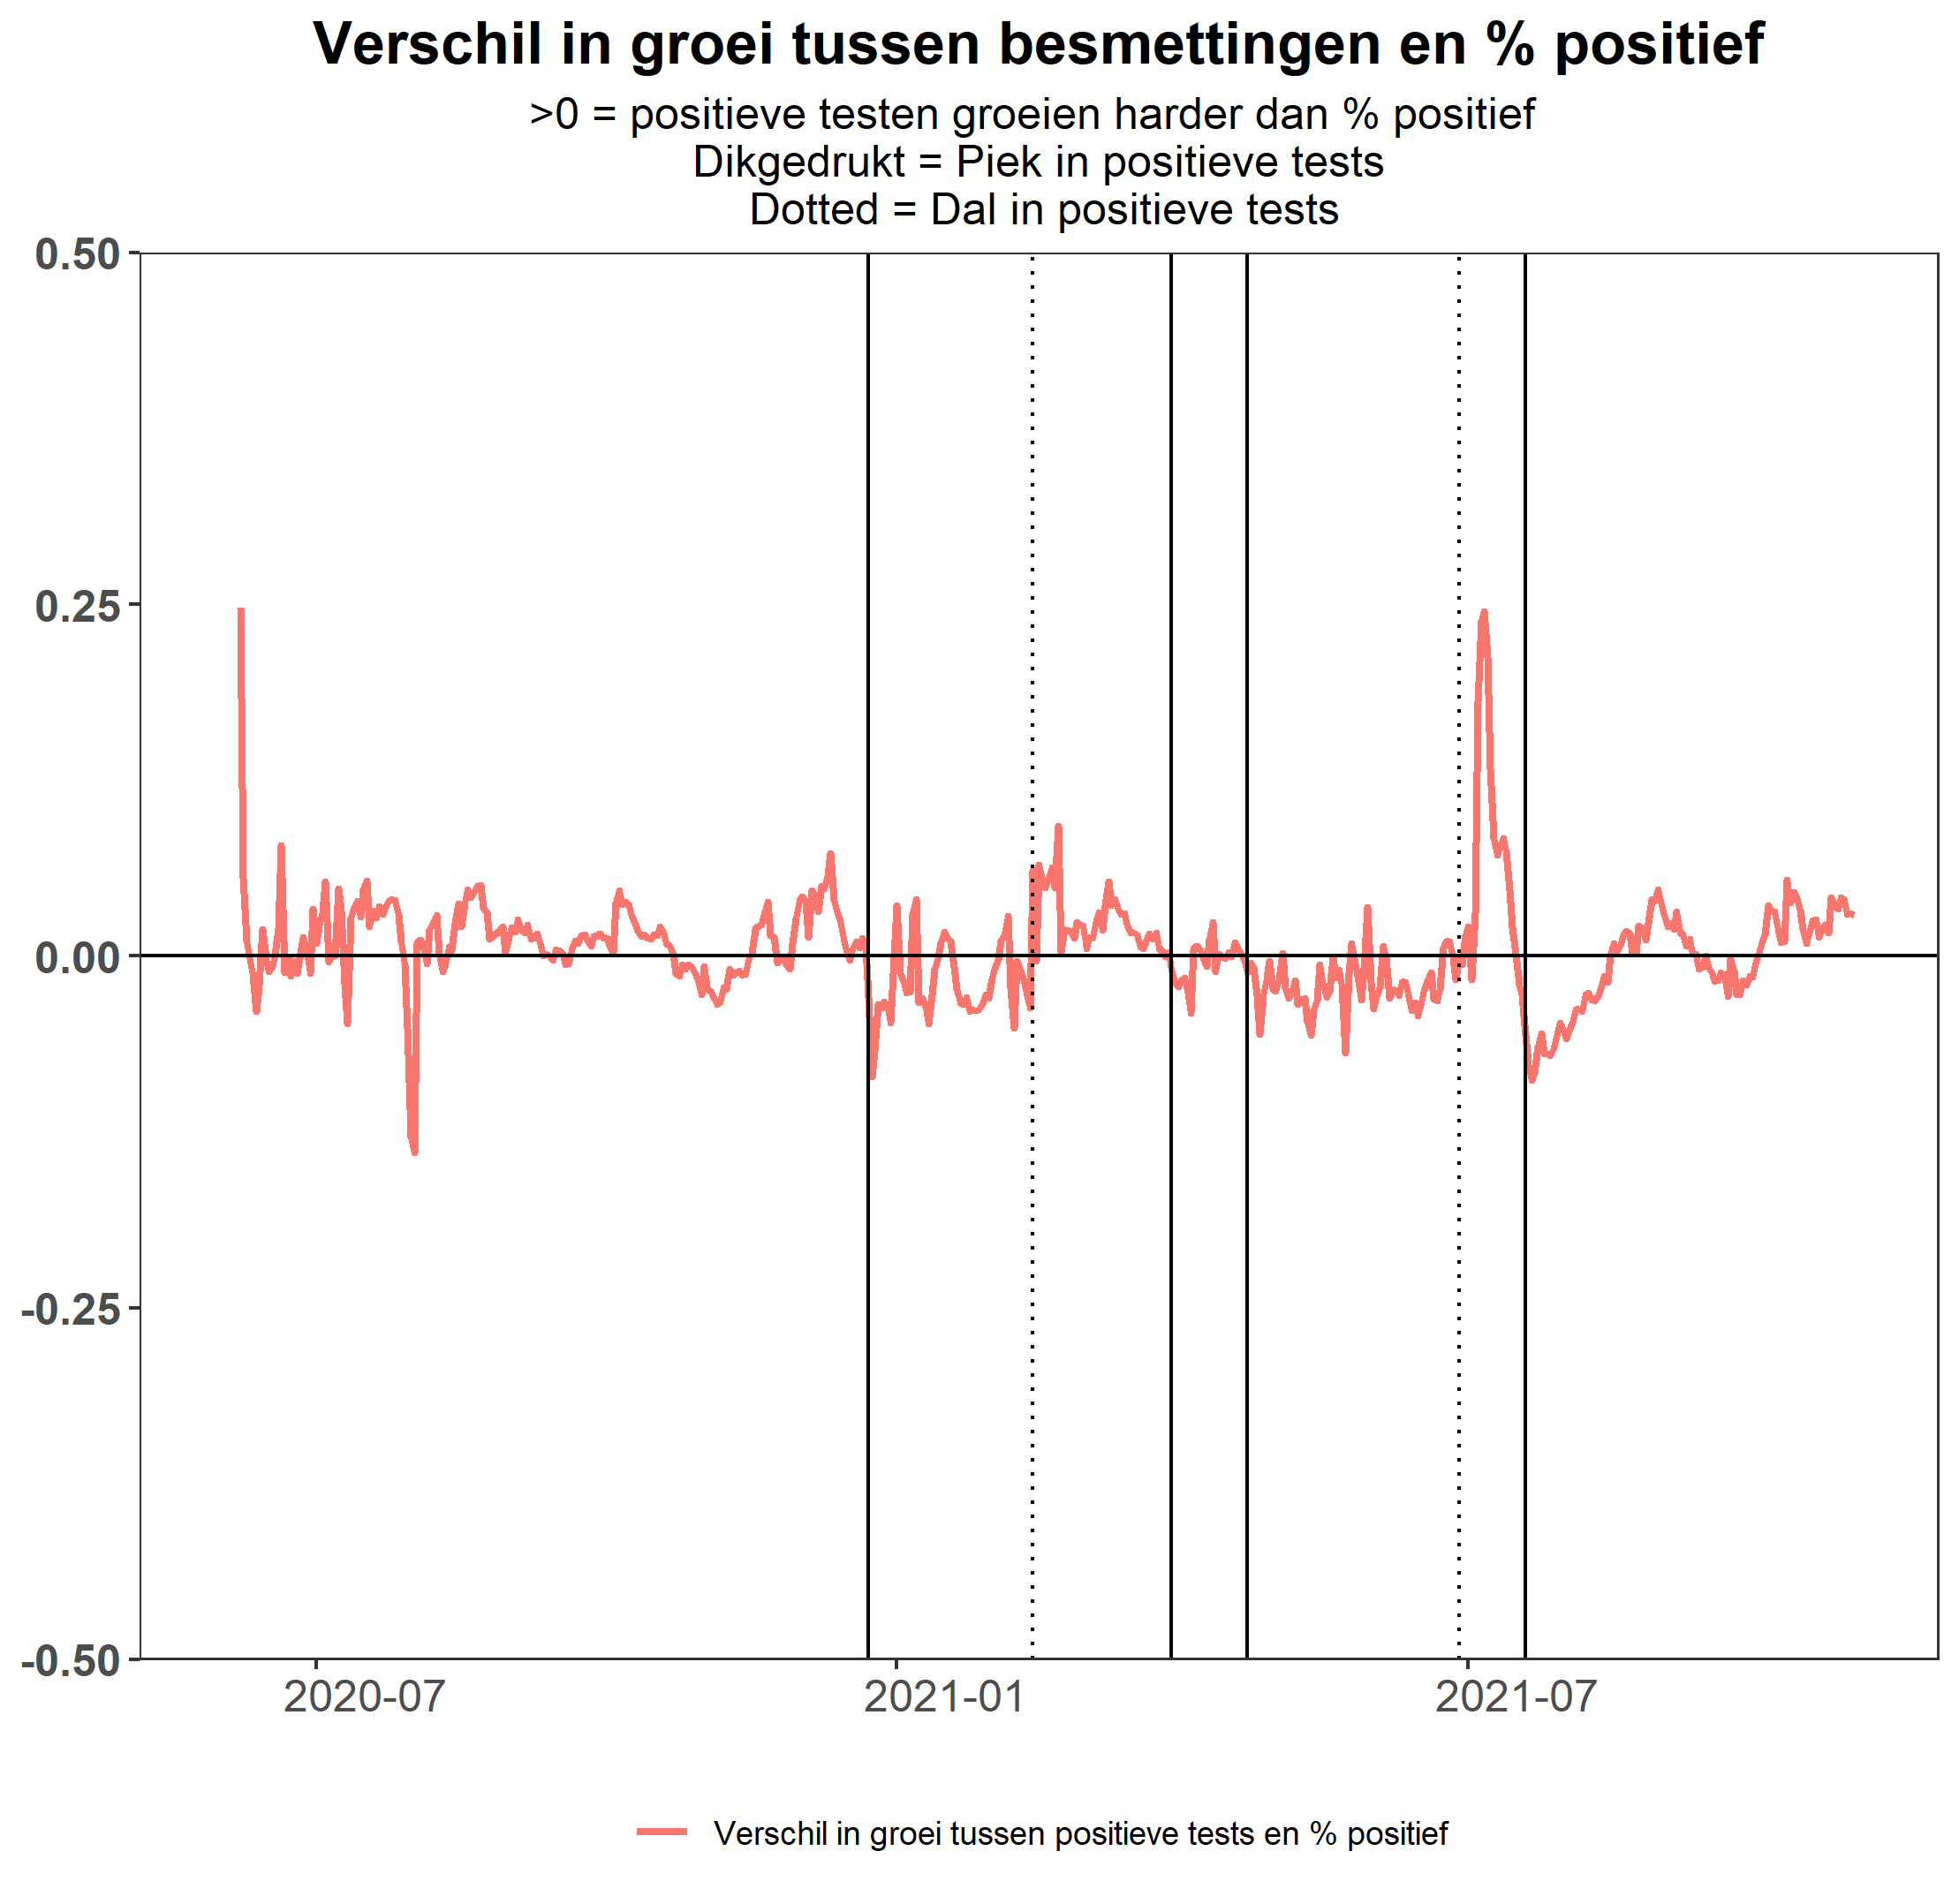 Verschil in groei tussen besmettingen en % positief
>0 = positieve testen groeien harder dan % positief
Dikgedrukt = Piek in positieve tests
Dotted = Dal in positieve tests
0.50
0.25
0.00
-0.25
-0.50
2020-07
2021-01
2021-07
Verschil in groei tussen positieve tests en % positief